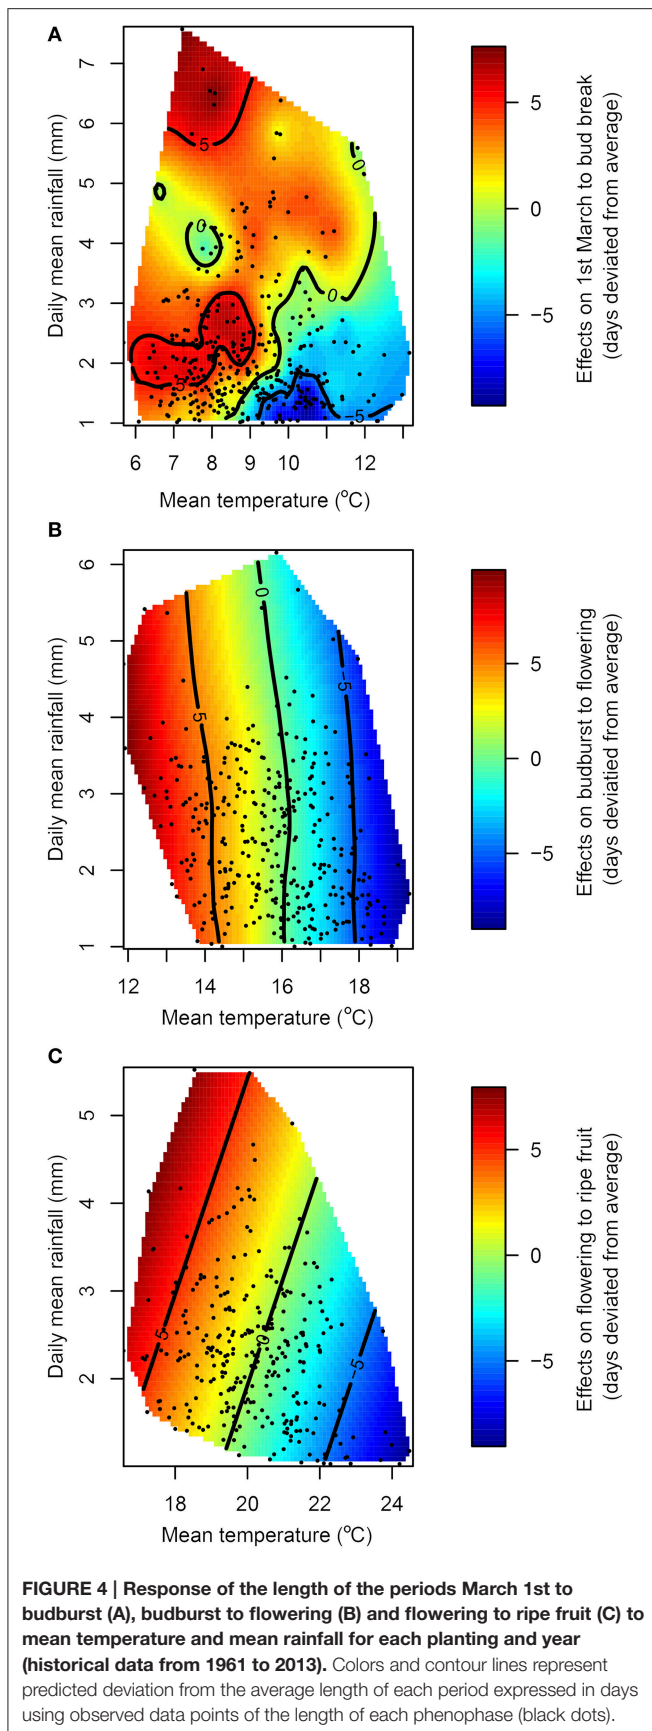 A
Daily mean rainfall (mm)
7
6
5
4
3
2
1
5
0
0
0
5
−5
6 7 8 9 10 12
Mean temperature (°C)
5
0
−5
Effects on 1st March to bud break
(days deviated from average)
B
Daily mean rainfall (mm)
6
5
4
3
2
1
0
5
−5
12 14 16 18
Mean temperature (°C)
5
0
−5
Effects on budburst to flowering
(days deviatied from average)
C
Daily mean rainfall (mm)
5
4
3
2
5
0
−5
18 20 22 24
Mean temperature (°C)
5
0
−5
Effects on flowering to ripe fruit
(days deviated from average)
FIGURE 4 | Response of the length of the periods March 1st to
budburst (A), budburst to flowering (B) and flowering to ripe fruit (C) to
mean temperature and mean rainfall for each planting and year
(historical data from 1961 to 2013). Colors and contour lines represent
predicted deviation from the average length of each period expressed in days
using observed data points of the length of each phenophase (black dots).